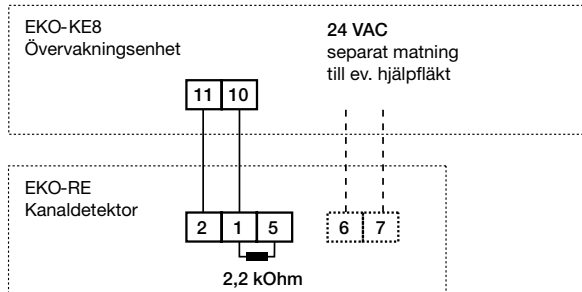 EKO-KE8
Övervakningsenhet
24 VAC
separat matning
till ev. hjälpfläkt
11 10
EKO-RE
Kanaldetektor
2 1 5 6 7
2,2 kOhm